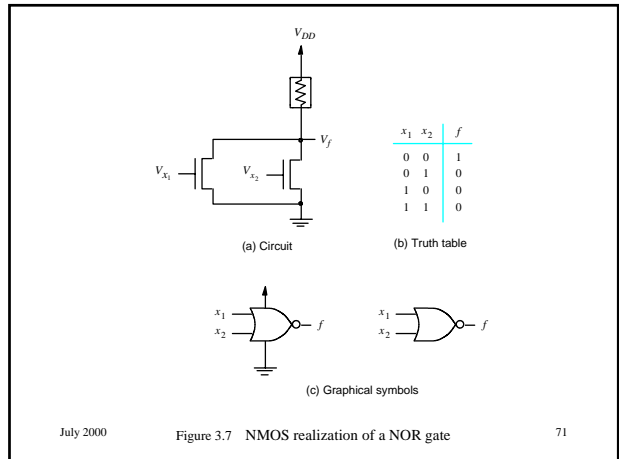 V_DD
V_f
V_x1 V_x2
(a) Circuit
x1 x2 f
0 0 1
0 1 0
1 0 0
1 1 0
(b) Truth table
x1
x2
f
x1
x2
f
(c) Graphical symbols
July 2000 Figure 3.7 NMOS realization of a NOR gate 71